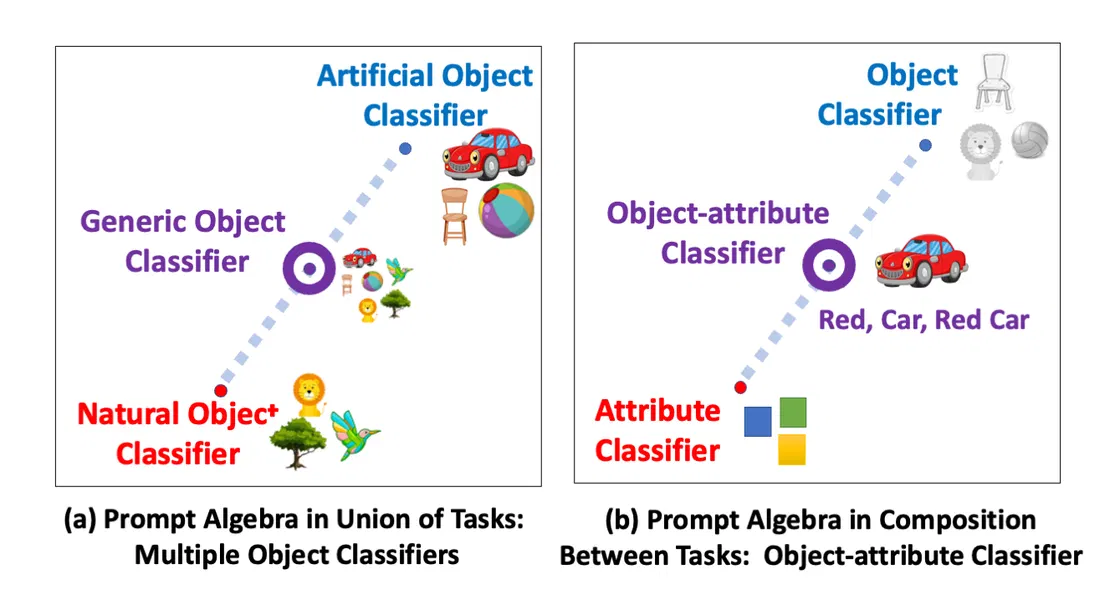 Artificial Object
Classifier
Generic Object
Classifier
Natural Object
Classifier
(a) Prompt Algebra in Union of Tasks:
Multiple Object Classifiers
Object
Classifier
Object-attribute
Classifier
Red, Car, Red Car
Attribute
Classifier
(b) Prompt Algebra in Composition
Between Tasks: Object-attribute Classifier